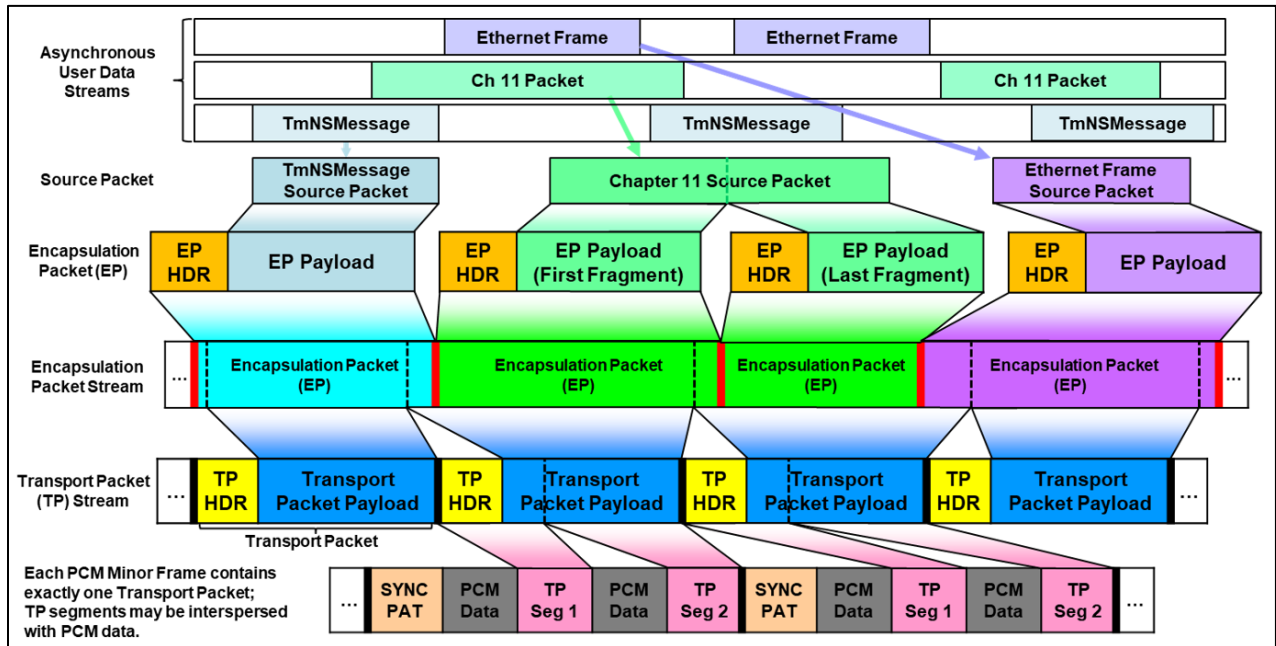 Asynchronous
User Data
Streams
Ethernet Frame
Ethernet Frame
Ch 11 Packet
Ch 11 Packet
TmNSMessage
TmNSMessage
TmNSMessage
Source Packet
TmNSMessage
Source Packet
Chapter 11 Source Packet
Ethernet Frame
Source Packet
Encapsulation
Packet (EP)
EP
HDR
EP Payload
EP
HDR
EP Payload
(First Fragment)
EP
HDR
EP Payload
(Last Fragment)
EP
HDR
EP Payload
Encapsulation
Packet Stream
...
Encapsulation Packet
(EP)
Encapsulation Packet
(EP)
Encapsulation Packet
(EP)
Encapsulation Packet
(EP)
...
Transport Packet
(TP) Stream
...
TP
HDR
Transport
Packet Payload
TP
HDR
Transport
Packet Payload
TP
HDR
Transport
Packet Payload
TP
HDR
Transport
Packet Payload
...
Transport Packet
Each PCM Minor Frame contains
exactly one Transport Packet;
TP segments may be interspersed
with PCM data.
...
SYNC
PAT
PCM
Data
TP
Seg 1
PCM
Data
TP
Seg 2
SYNC
PAT
PCM
Data
TP
Seg 1
PCM
Data
TP
Seg 2
...